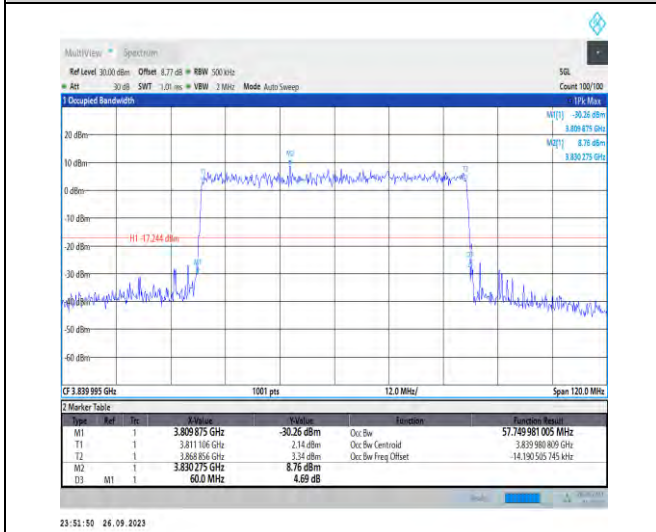 MultiView Spectrum
Ref Level 30.00 dBm Offset 8.77 dB RBW 500 kHz SGL
Att 30 dB SWT 1.01 ms VBW 2 MHz Mode Auto Sweep Count 100/100
1 Occupied Bandwidth 1Pk Max
M1[1] -30.26 dBm
3.809 875 GHz
20 dBm
M2[1] 8.76 dBm
3.830 275 GHz
M2
10 dBm
T1 T2
0 dBm
-10 dBm
H1 -17.244 dBm
-20 dBm
D3
M1
-30 dBm
-40 dBm
-50 dBm
-60 dBm
CF 3.839 995 GHz 1001 pts 12.0 MHz/ Span 120.0 MHz
2 Marker Table
Type Ref Trc X-Value Y-Value Function Function Result
M1 1 3.809 875 GHz -30.26 dBm Occ Bw 57.749 981 005 MHz
T1 1 3.811 106 GHz 2.14 dBm Occ Bw Centroid 3.839 980 809 GHz
T2 1 3.868 856 GHz 3.34 dBm Occ Bw Freq Offset -14.190 505 745 kHz
M2 1 3.830 275 GHz 8.76 dBm
D3 M1 1 60.0 MHz 4.69 dB
23:51:50 26.09.2023